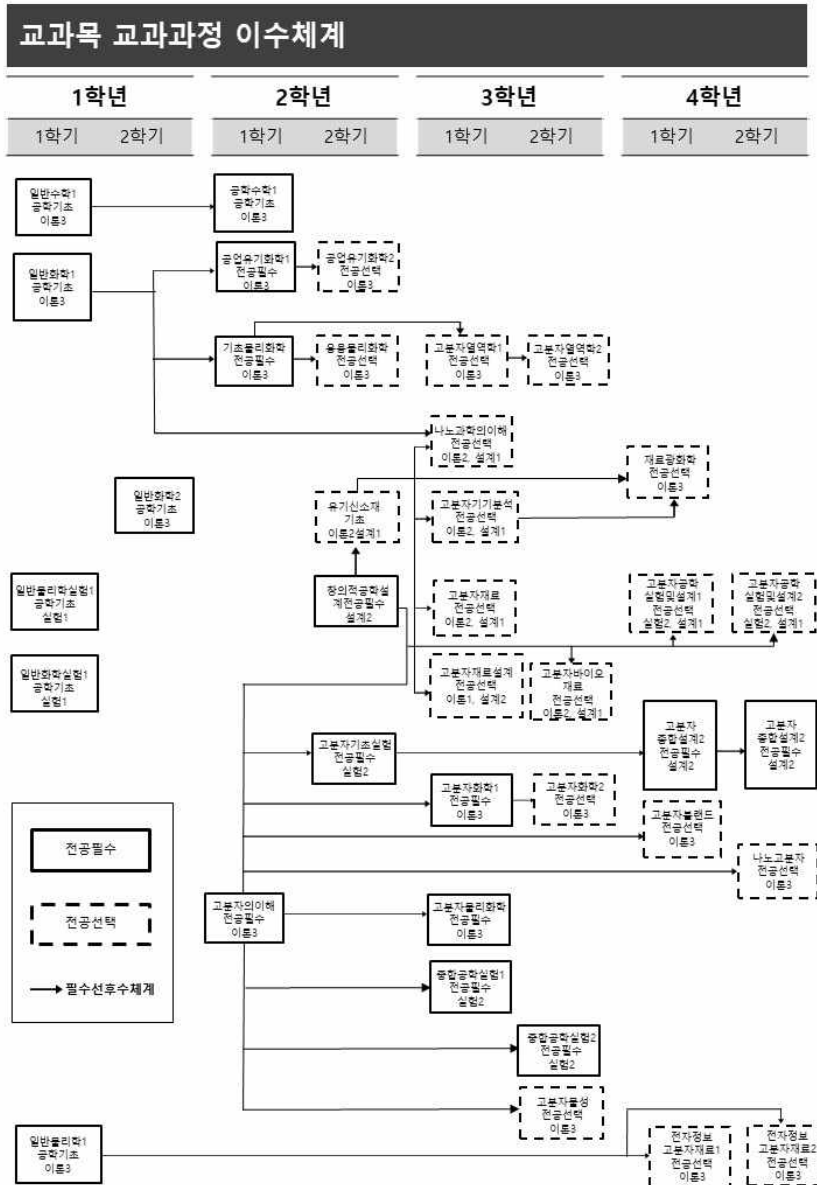 교과목 교과과정 이수체계
1학년
2학년
3학년
4학년
1학기
2학기
1학기
2학기
1학기
2학기
1학기
2학기
일반수학1
공학기초
이론3
공학수학1
공학기초
이론3
일반화학1
공학기초
이론3
공업유기화학1
전공필수
이론3
공업유기화학2
전공선택
이론3
기초물리화학
전공필수
이론3
응용물리화학
전공선택
이론3
고분자열역학1
전공선택
이론3
고분자열역학2
전공선택
이론3
나노과학의이해
전공선택
이론2, 설계1
재료광화학
전공선택
이론3
일반화학2
공학기초
이론3
유기신소재
기초
이론2설계1
고분자기기분석
전공선택
이론2, 설계1
일반물리학실험1
공학기초
실험1
창의적공학설
계전공필수
설계2
고분자재료
전공선택
이론2, 설계1
고분자공학
실험및설계1
전공선택
실험2, 설계1
고분자공학
실험및설계2
전공선택
실험2, 설계1
일반화학실험1
공학기초
실험1
고분자재료설계
전공선택
이론1, 설계2
고분자바이오
재료
전공선택
이론2, 설계1
고분자기초실험
전공필수
실험2
고분자
종합설계2
전공필수
설계2
고분자
종합설계2
전공필수
설계2
고분자화학1
전공필수
이론3
고분자화학2
전공선택
이론3
고분자블랜드
전공선택
이론3
나노고분자
전공선택
이론3
전공필수
전공선택
필수선후수체계
고분자의이해
전공필수
이론3
고분자물리화학
전공필수
이론3
종합공학실험1
전공필수
실험2
종합공학실험2
전공필수
실험2
고분자물성
전공선택
이론3
일반물리학1
공학기초
이론3
전자정보
고분자재료1
전공선택
이론3
전자정보
고분자재료2
전공선택
이론3